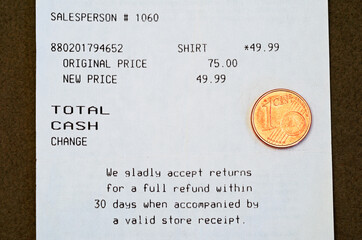 SALESPERSON # 1060
880201794652 SHIRT *49.99
ORIGINAL PRICE 75.00
NEW PRICE 49.99
TOTAL
CASH
CHANGE
1
We gladly accept returns
for a full refund within
30 days when accompanied by
a valid store receipt.